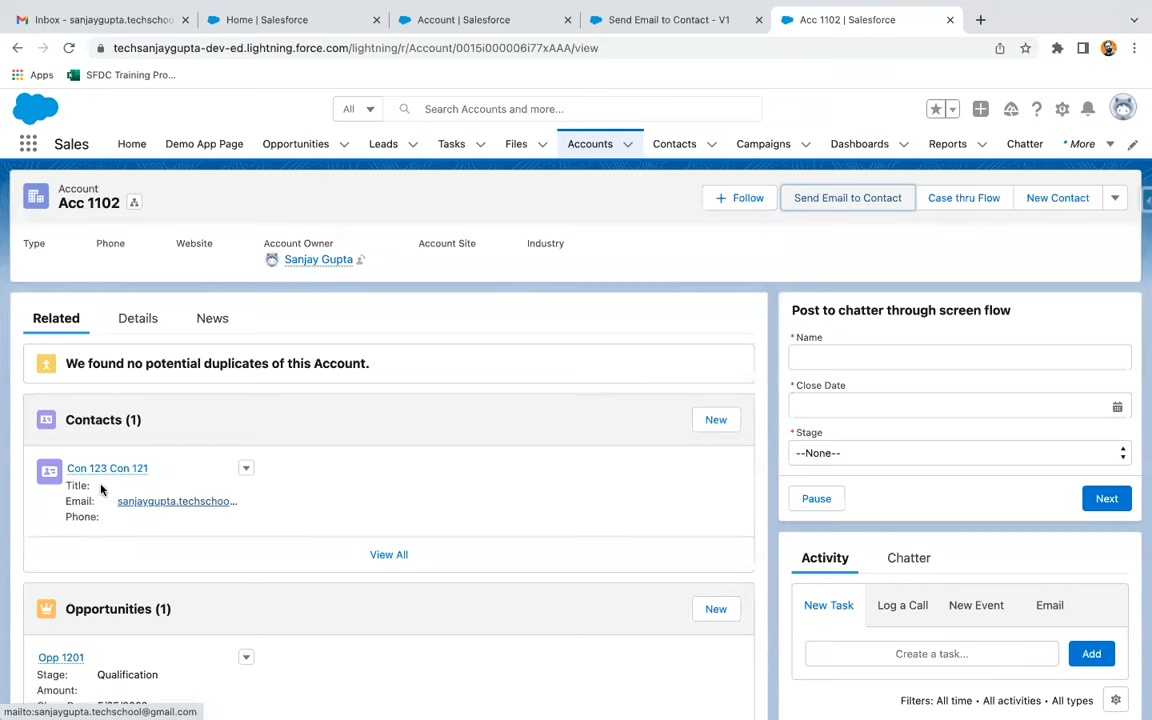 Inbox - sanjaygupta.techschoo
Home | Salesforce
Account | Salesforce
Send Email to Contact - V1
Acc 1102 | Salesforce
techsanjaygupta-dev-ed.lightning.force.com/lightning/r/Account/0015i000006i77xAAA/view
Apps
SFDC Training Pro...
All
Search Accounts and more...
Sales
Home
Demo App Page
Opportunities
Leads
Tasks
Files
Accounts
Contacts
Campaigns
Dashboards
Reports
Chatter
* More
Account
Acc 1102
+ Follow
Send Email to Contact
Case thru Flow
New Contact
Type
Phone
Website
Account Owner
Account Site
Industry
Sanjay Gupta
Related
Details
News
We found no potential duplicates of this Account.
Contacts (1)
New
Con 123 Con 121
Title:
Email: sanjaygupta.techschoo...
Phone:
View All
Opportunities (1)
New
Opp 1201
Stage: Qualification
Amount:
Post to chatter through screen flow
* Name
* Close Date
* Stage
--None--
Pause
Next
Activity
Chatter
New Task
Log a Call
New Event
Email
Create a task...
Add
Filters: All time • All activities • All types
mailto:sanjaygupta.techschool@gmail.com